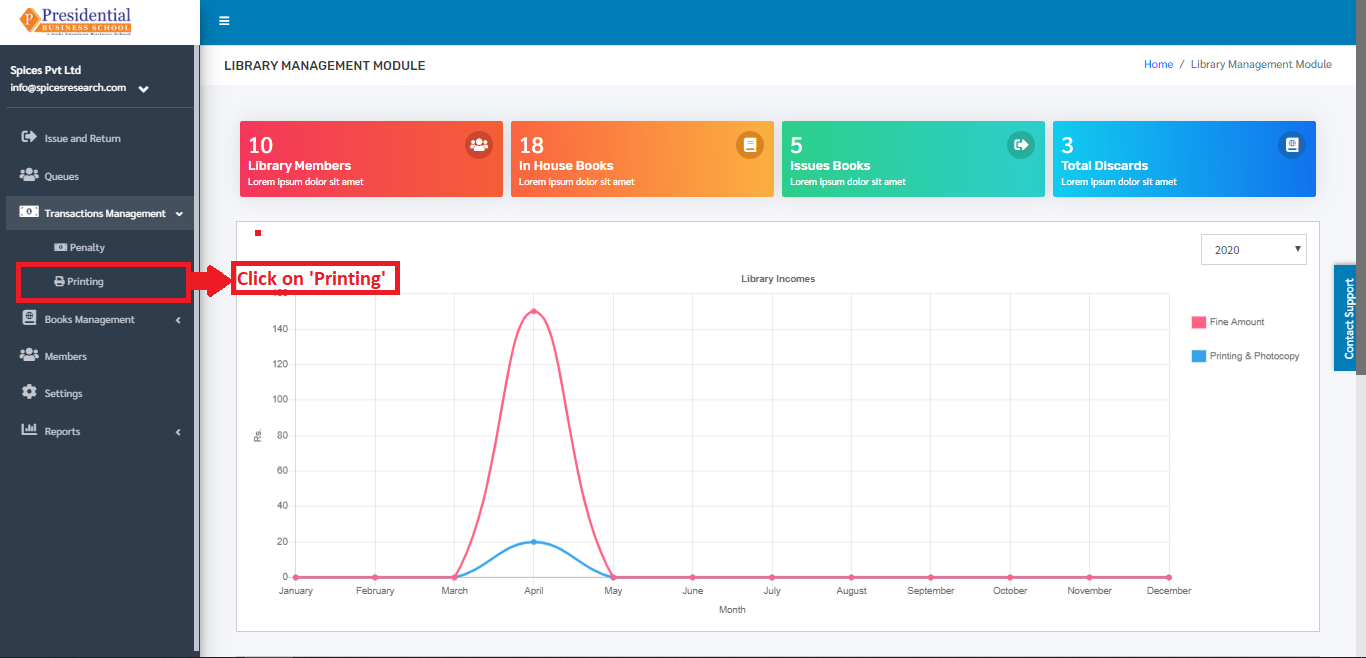 Presidential
BUSINESS SCHOOL
Spices Pvt Ltd
info@spicesresearch.com
Issue and Return
Queues
Transactions Management
Penalty
Printing
Books Management
Members
Settings
Reports
LIBRARY MANAGEMENT MODULE
Home / Library Management Module
10
Library Members
Lorem ipsum dolor sit amet
18
In House Books
Lorem ipsum dolor sit amet
5
Issues Books
Lorem ipsum dolor sit amet
3
Total Discards
Lorem ipsum dolor sit amet
Click on 'Printing'
2020
Library Incomes
140
120
100
80
60
40
20
0
Rs.
January February March April May June July August September October November December
Month
Fine Amount
Printing & Photocopy
Contact Support